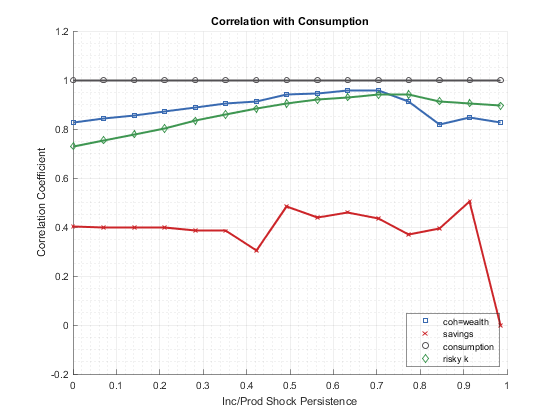 Correlation with Consumption
1.2
1
0.8
0.6
0.4
0.2
0
-0.2
Correlation Coefficient
0 0.1 0.2 0.3 0.4 0.5 0.6 0.7 0.8 0.9 1
Inc/Prod Shock Persistence
coh=wealth
savings
consumption
risky k